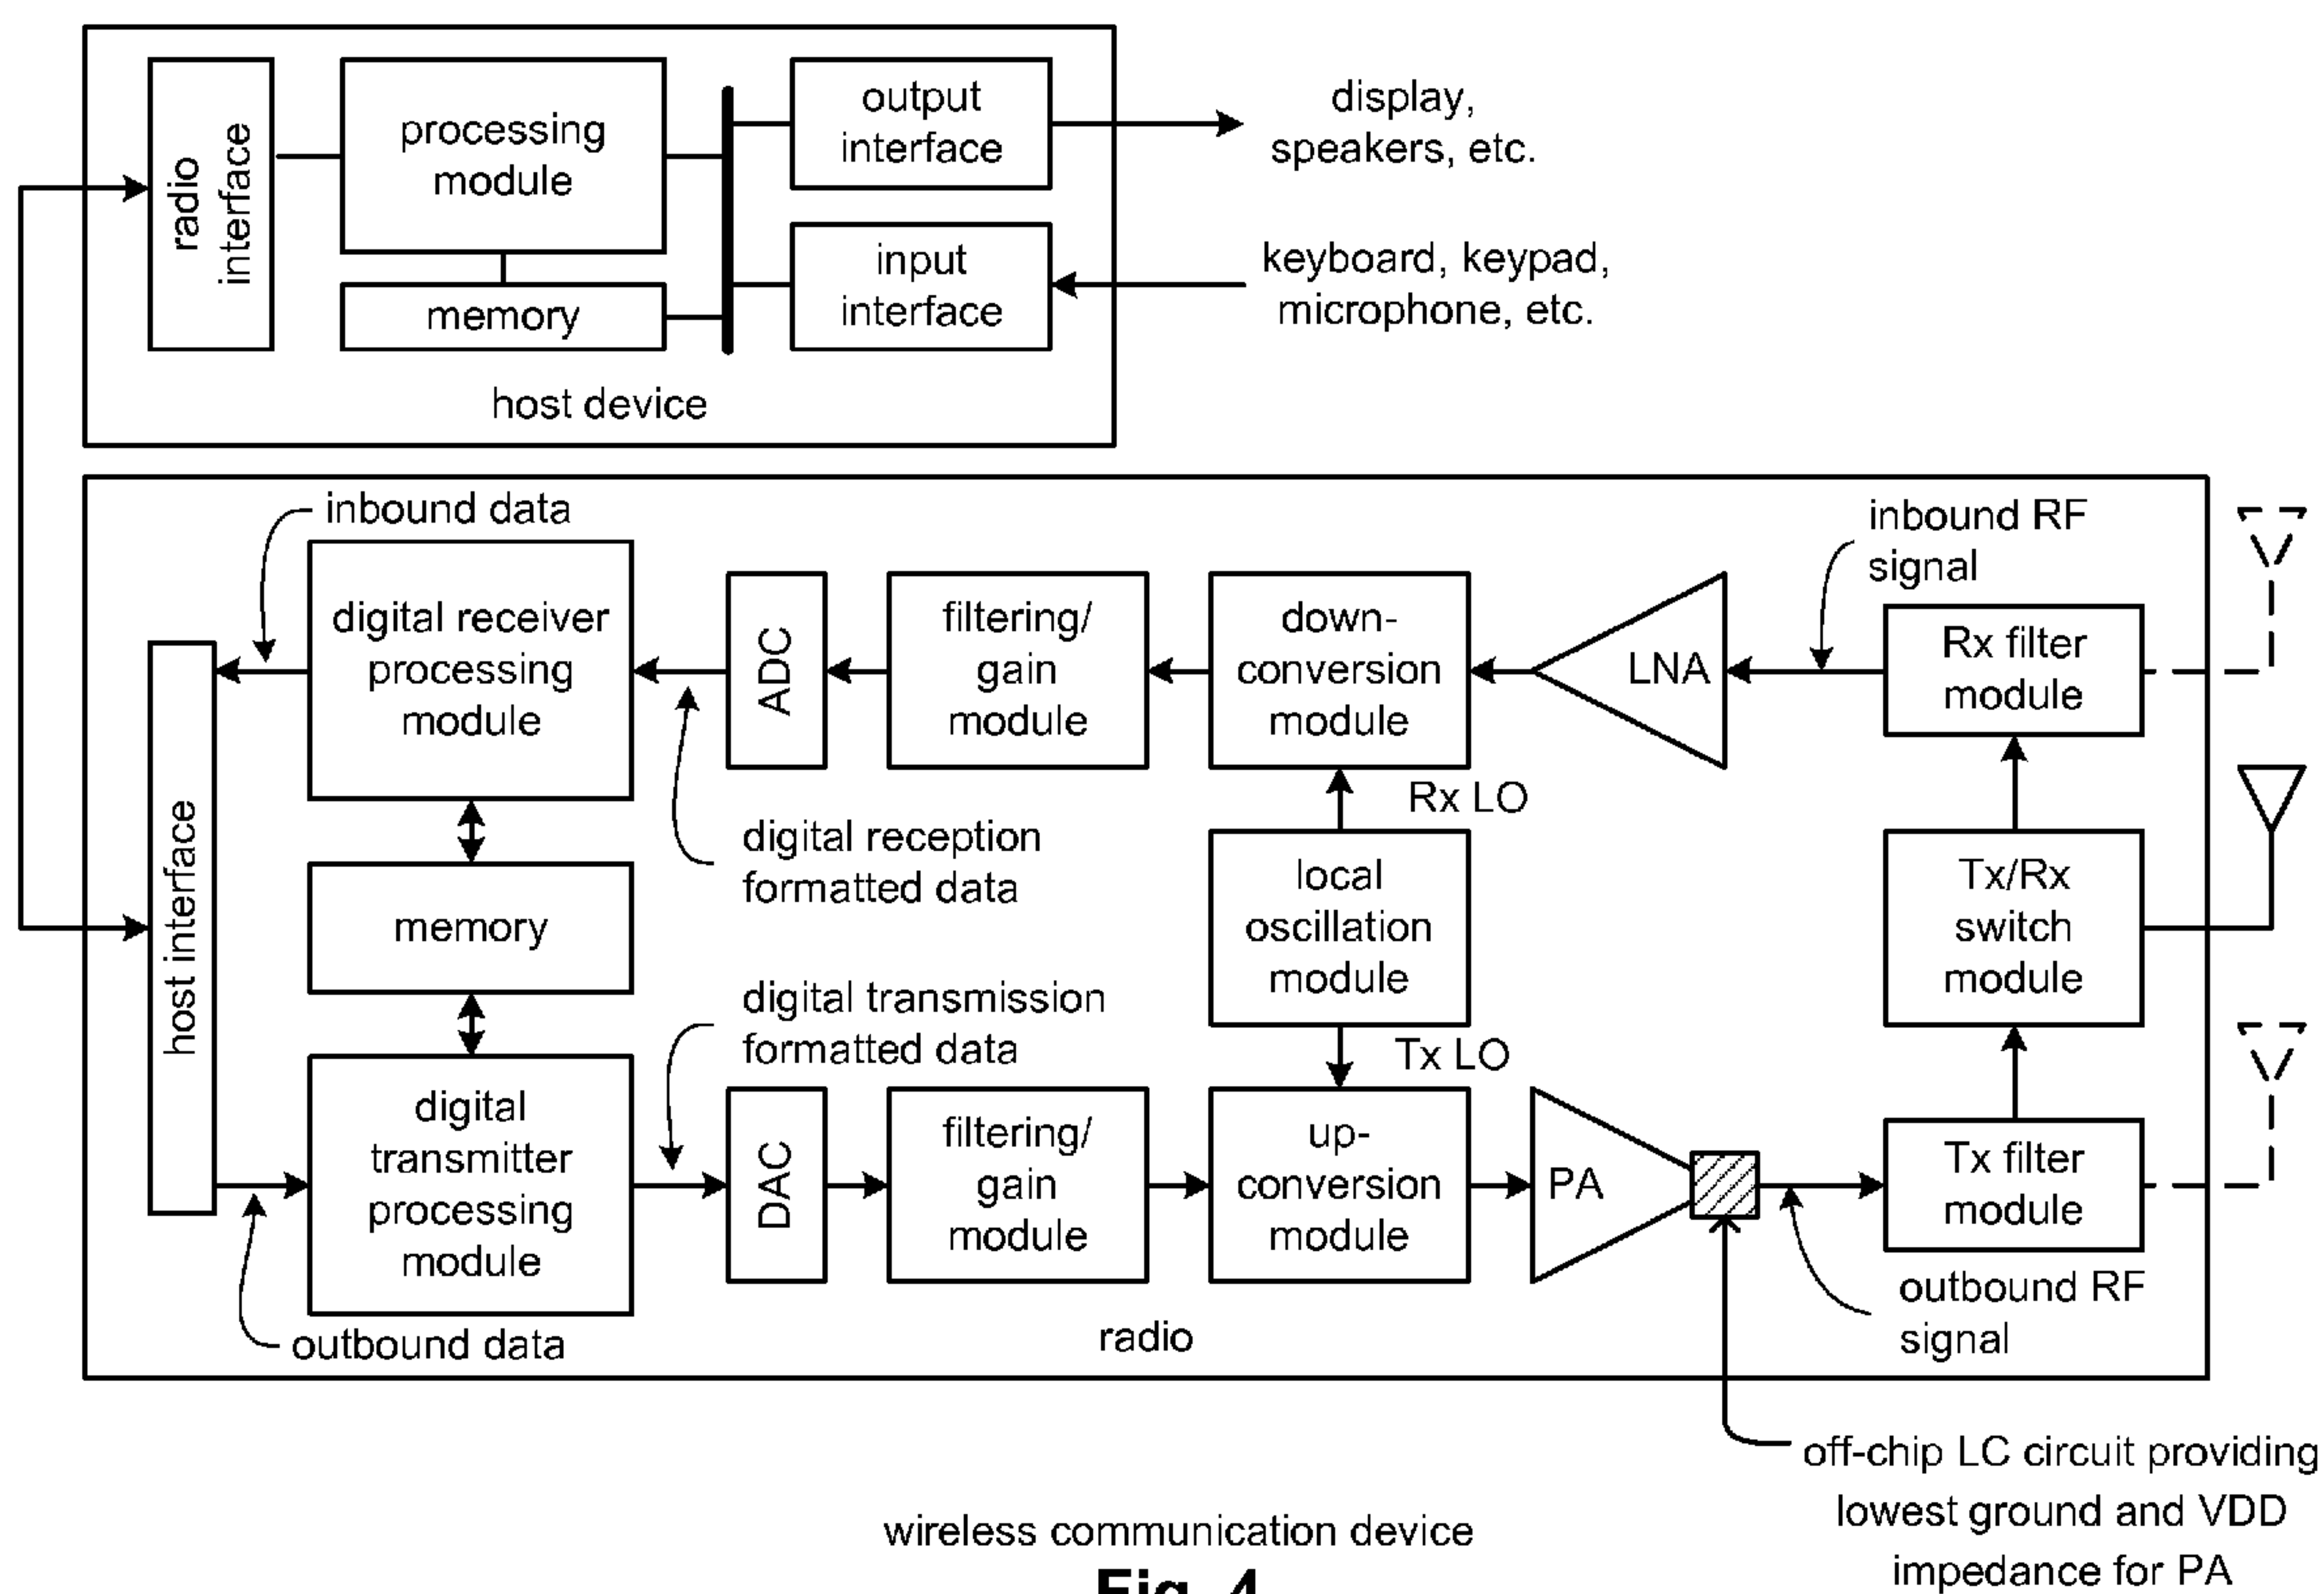 radio
interface
processing
module
memory
output
interface
input
interface
display,
speakers, etc.
keyboard, keypad,
microphone, etc.
host device
inbound data
inbound RF
signal
host interface
digital receiver
processing
module
ADC
filtering/
gain
module
down-
conversion
module
LNA
Rx filter
module
Rx LO
digital reception
formatted data
memory
local
oscillation
module
Tx/Rx
switch
module
digital transmission
formatted data
Tx LO
digital
transmitter
processing
module
DAC
filtering/
gain
module
up-
conversion
module
PA
Tx filter
module
outbound RF
signal
outbound data
radio
off-chip LC circuit providing
lowest ground and VDD
impedance for PA
wireless communication device
Fig. 4